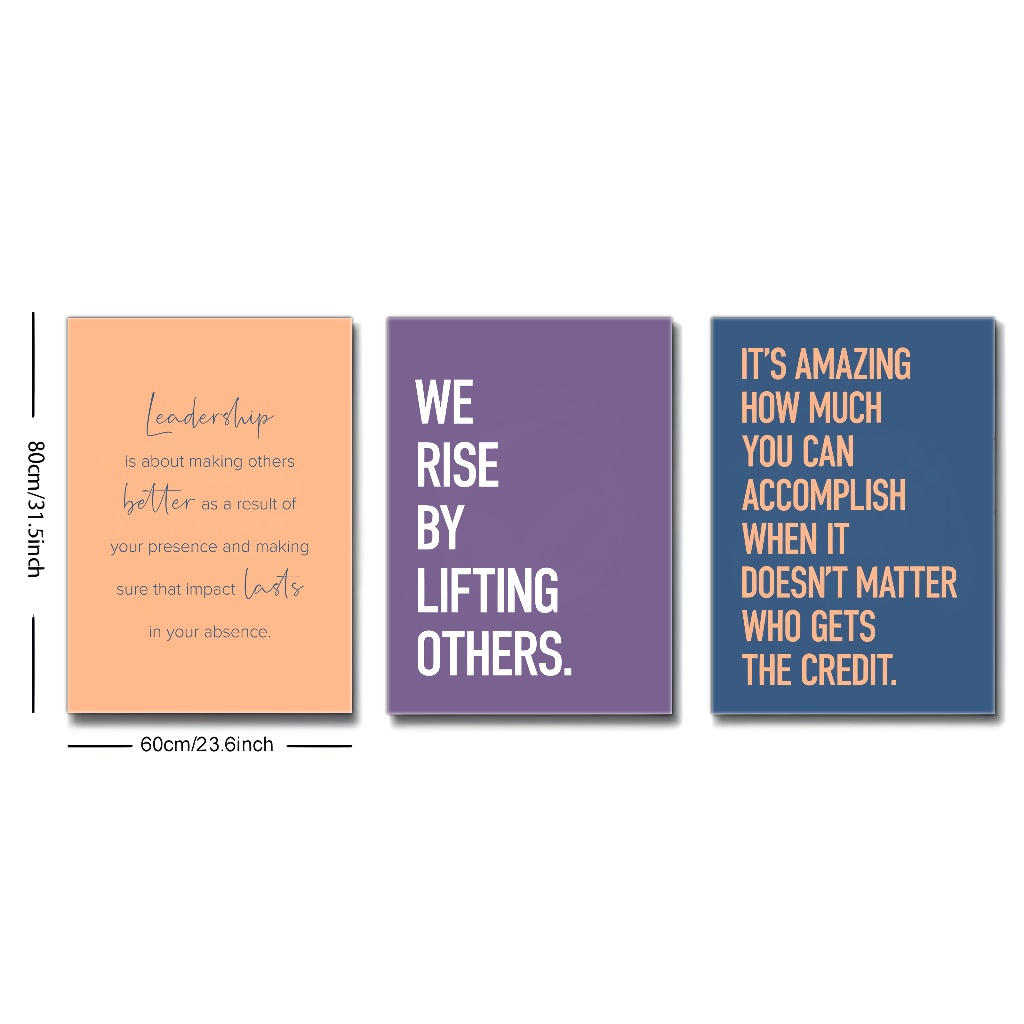 Leadership
is about making others
better as a result of
your presence and making
sure that impact lasts
in your absence.
WE
RISE
BY
LIFTING
OTHERS.
IT'S AMAZING
HOW MUCH
YOU CAN
ACCOMPLISH
WHEN IT
DOESN'T MATTER
WHO GETS
THE CREDIT.
80cm/31.5inch
60cm/23.6inch